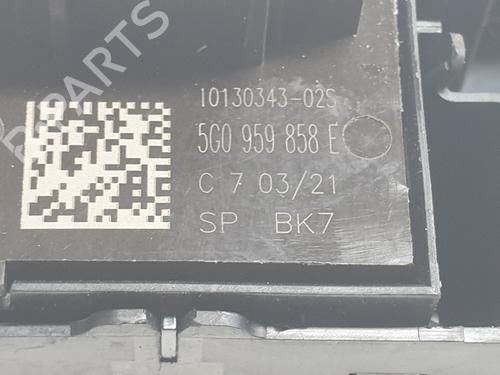 PARTS
10130343-02S
5G0 959 858 E
C 7 03/21
SP BK7